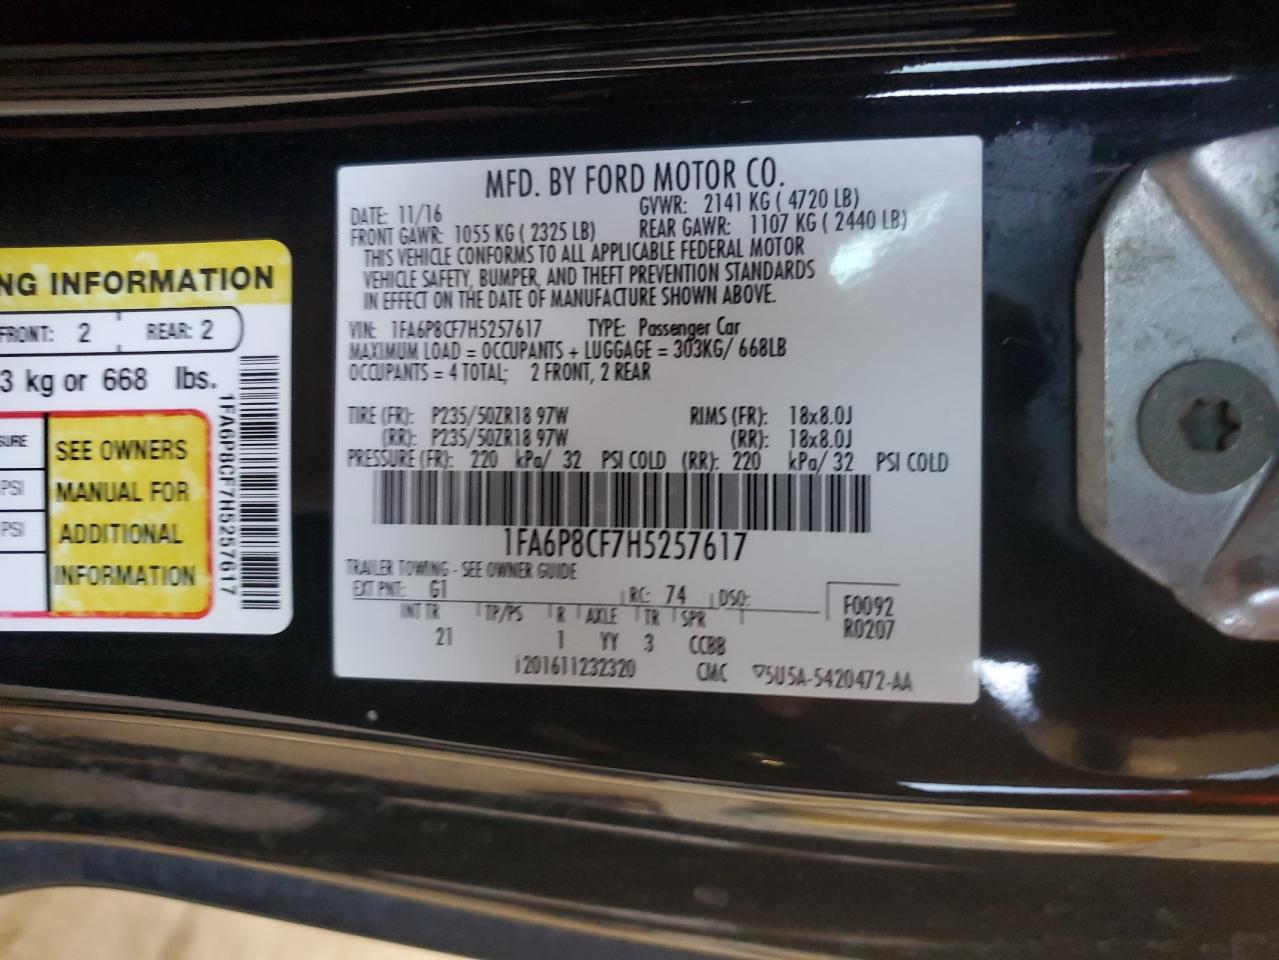 NG INFORMATION
FRONT: 2 REAR: 2
3 kg or 668 lbs.
SURE
PSI
PSI
SEE OWNERS
MANUAL FOR
ADDITIONAL
INFORMATION
1FA6P8CF7H5257617
MFD. BY FORD MOTOR CO.
DATE: 11/16 GVWR: 2141 KG ( 4720 LB)
FRONT GAWR: 1055 KG ( 2325 LB) REAR GAWR: 1107 KG ( 2440 LB)
THIS VEHICLE CONFORMS TO ALL APPLICABLE FEDERAL MOTOR
VEHICLE SAFETY, BUMPER, AND THEFT PREVENTION STANDARDS
IN EFFECT ON THE DATE OF MANUFACTURE SHOWN ABOVE.
VIN: 1FA6P8CF7H5257617 TYPE: Passenger Car
MAXIMUM LOAD = OCCUPANTS + LUGGAGE = 303KG/ 668LB
OCCUPANTS = 4 TOTAL; 2 FRONT, 2 REAR
TIRE (FR): P235/50ZR18 97W RIMS (FR): 18x8.0J
(RR): P235/50ZR18 97W (RR): 18x8.0J
PRESSURE (FR): 220 kPa/ 32 PSI COLD (RR): 220 kPa/ 32 PSI COLD
1FA6P8CF7H5257617
TRAILER TOWING - SEE OWNER GUIDE
EXT PNT: G1 RC: 74 DSO: F0092
INT TR TP/PS R AXLE TR SPR R0207
21 1 YY 3 CCBB
i201611232320 CMC ▽5U5A-5420472-AA